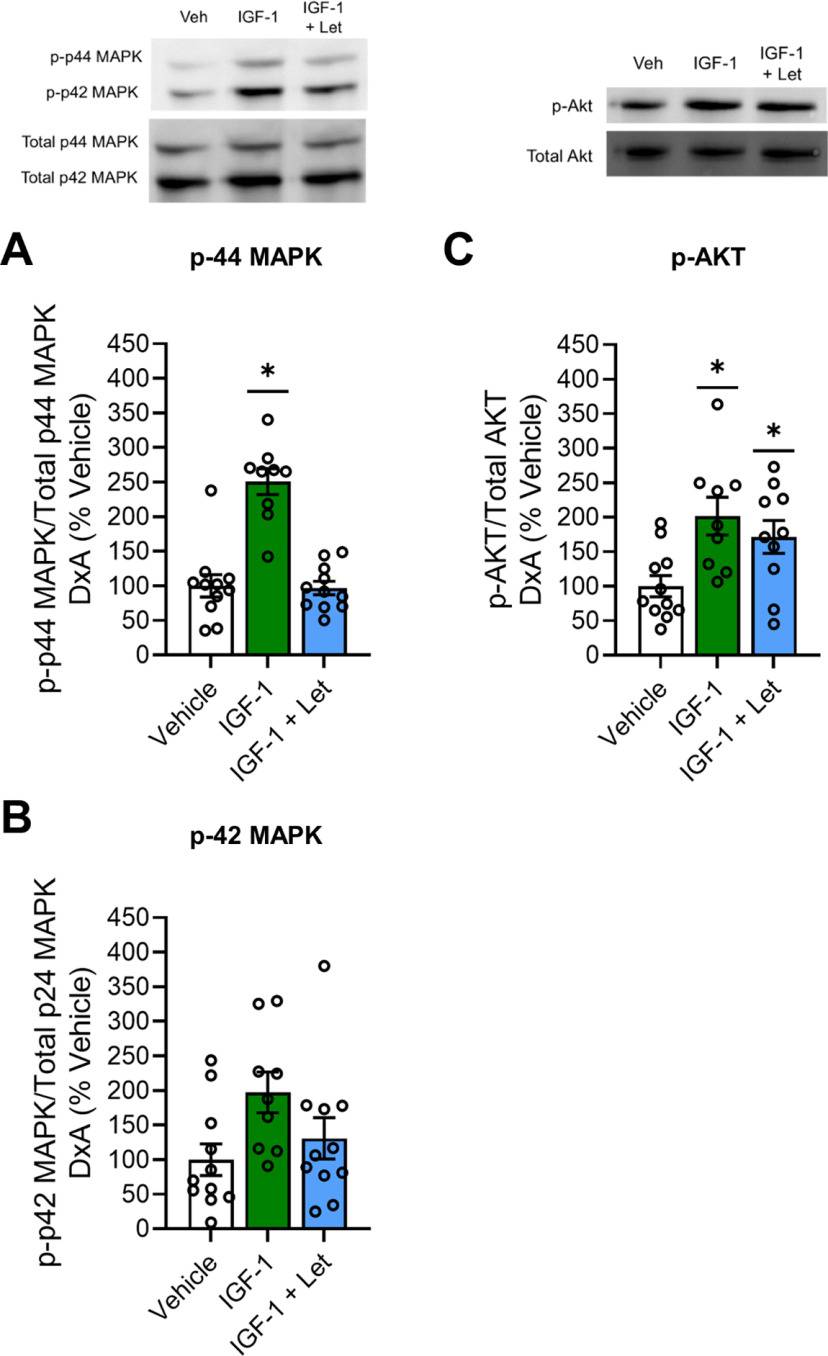 Veh IGF-1 IGF-1
+ Let
p-p44 MAPK
p-p42 MAPK
Total p44 MAPK
Total p42 MAPK
Veh IGF-1 IGF-1
+ Let
p-Akt
Total Akt
A
p-44 MAPK
p-p44 MAPK/Total p44 MAPK
DxA (% Vehicle)
450
400
350
300
250
200
150
100
50
0
*
Vehicle
IGF-1
IGF-1 + Let
C
p-AKT
p-AKT/Total AKT
DxA (% Vehicle)
450
400
350
300
250
200
150
100
50
0
*
*
Vehicle
IGF-1
IGF-1 + Let
B
p-42 MAPK
p-p42 MAPK/Total p24 MAPK
DxA (% Vehicle)
450
400
350
300
250
200
150
100
50
0
Vehicle
IGF-1
IGF-1 + Let